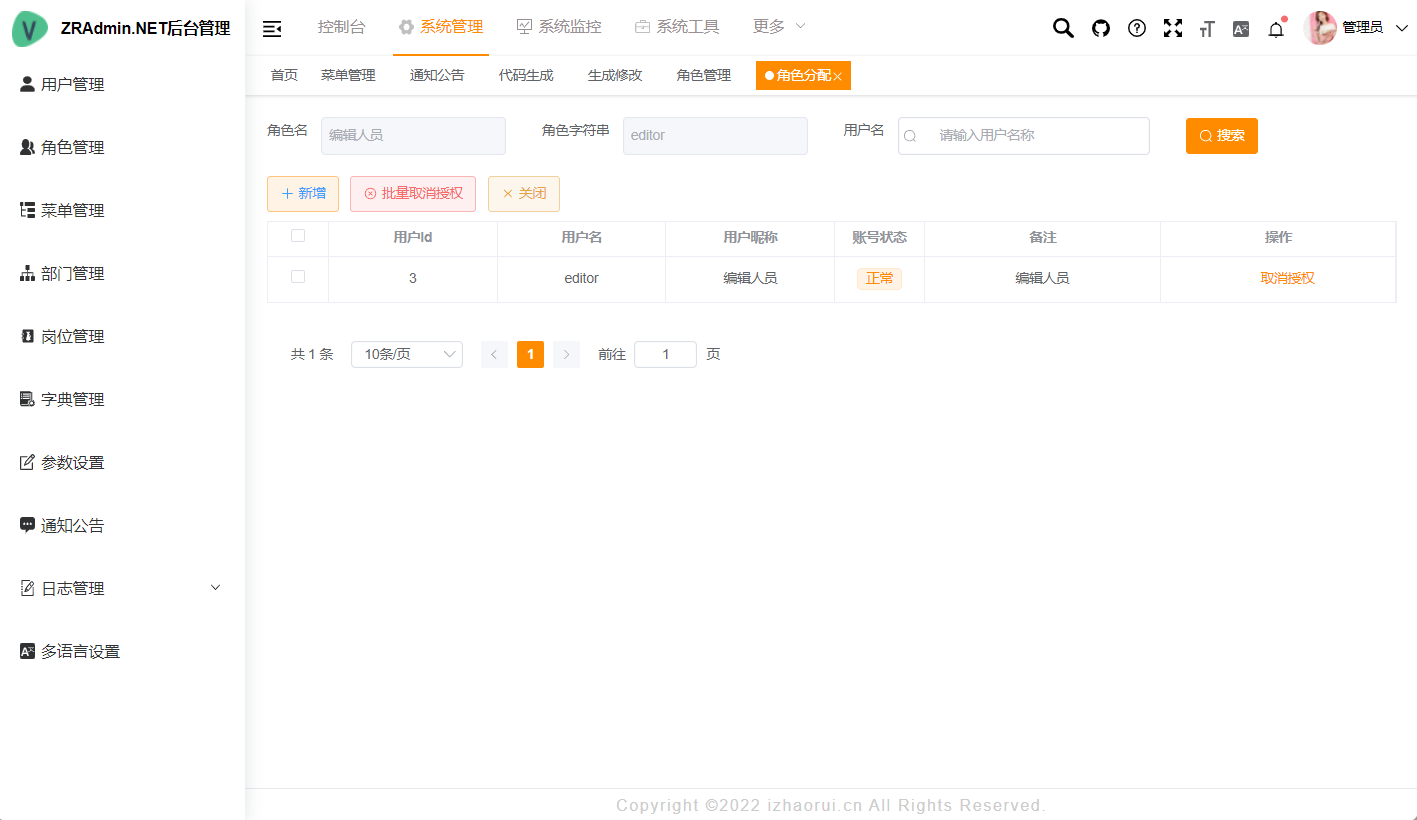 ZRAdmin.NET后台管理
控制台 系统管理 系统监控 系统工具 更多 管理员
首页 菜单管理 通知公告 代码生成 生成修改 角色管理 角色分配
用户管理
角色管理
菜单管理
部门管理
岗位管理
字典管理
参数设置
通知公告
日志管理
多语言设置
角色名 编辑人员 角色字符串 editor 用户名 请输入用户名称 搜索
新增 批量取消授权 关闭
用户Id 用户名 用户昵称 账号状态 备注 操作
3 editor 编辑人员 正常 编辑人员 取消授权
共 1 条 10条/页 1 前往 1 页
Copyright ©2022 izhaorui.cn All Rights Reserved.